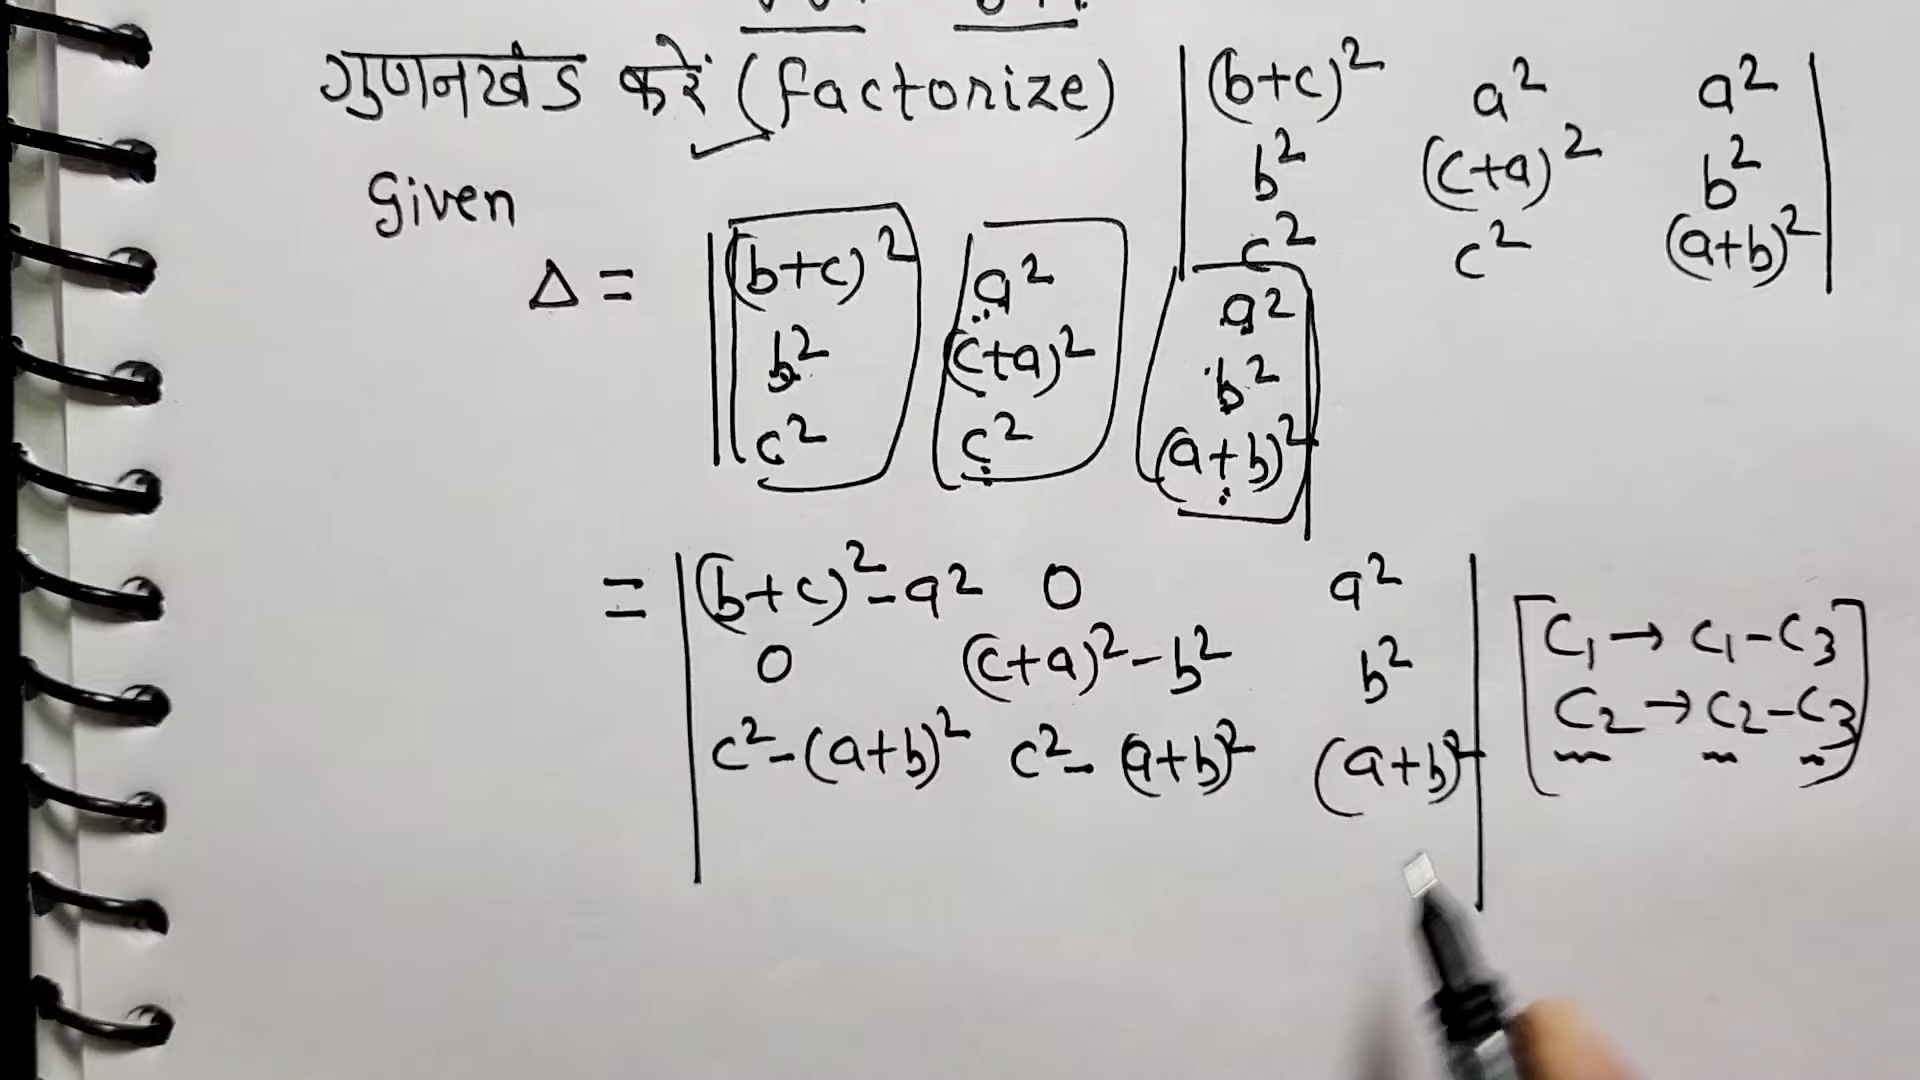 गुणनखंड करें (factorize) | (b+c)² a² a² |
b² (c+a)² b²
c² c² (a+b)²
Given
Δ = | (b+c)² a² a² |
b² (c+a)² b²
c² c² (a+b)²
= | (b+c)²-a² 0 a² |
0 (c+a)²-b² b²
c²-(a+b)² c²-(a+b)² (a+b)²
[C₁→C₁-C₃
C₂→C₂-C₃]